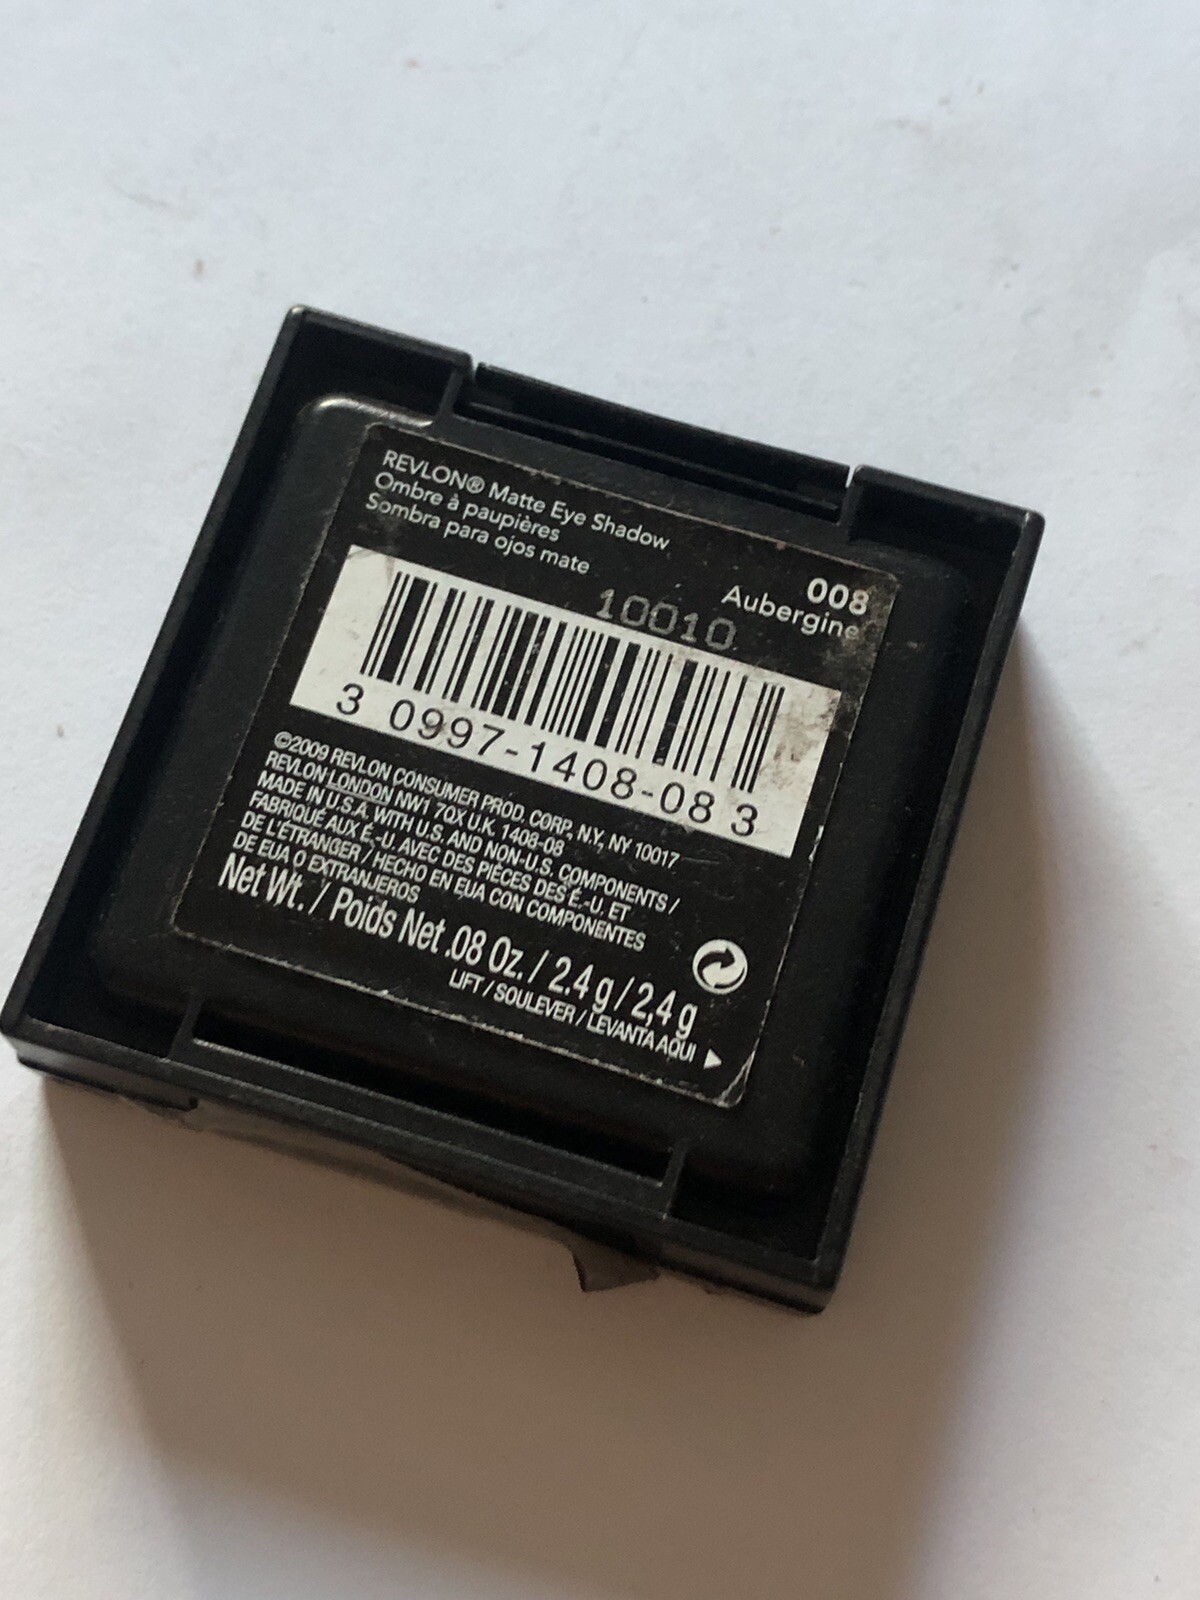 REVLON® Matte Eye Shadow
Ombre à paupières
Sombra para ojos mate
008
Aubergine
10010
3 0997-1408-08 3
©2009 REVLON CONSUMER PROD. CORP., N.Y., NY 10017
REVLON LONDON NW1 7QX U.K. 1408-08
MADE IN U.S.A. WITH U.S. AND NON-U.S. COMPONENTS /
FABRIQUÉ AUX É.-U. AVEC DES PIÈCES DES É.-U. ET
DE L'ÉTRANGER / HECHO EN EUA CON COMPONENTES
DE EUA O EXTRANJEROS
Net Wt. / Poids Net .08 Oz. / 2.4 g / 2,4 g
LIFT / SOULEVER / LEVANTA AQUI